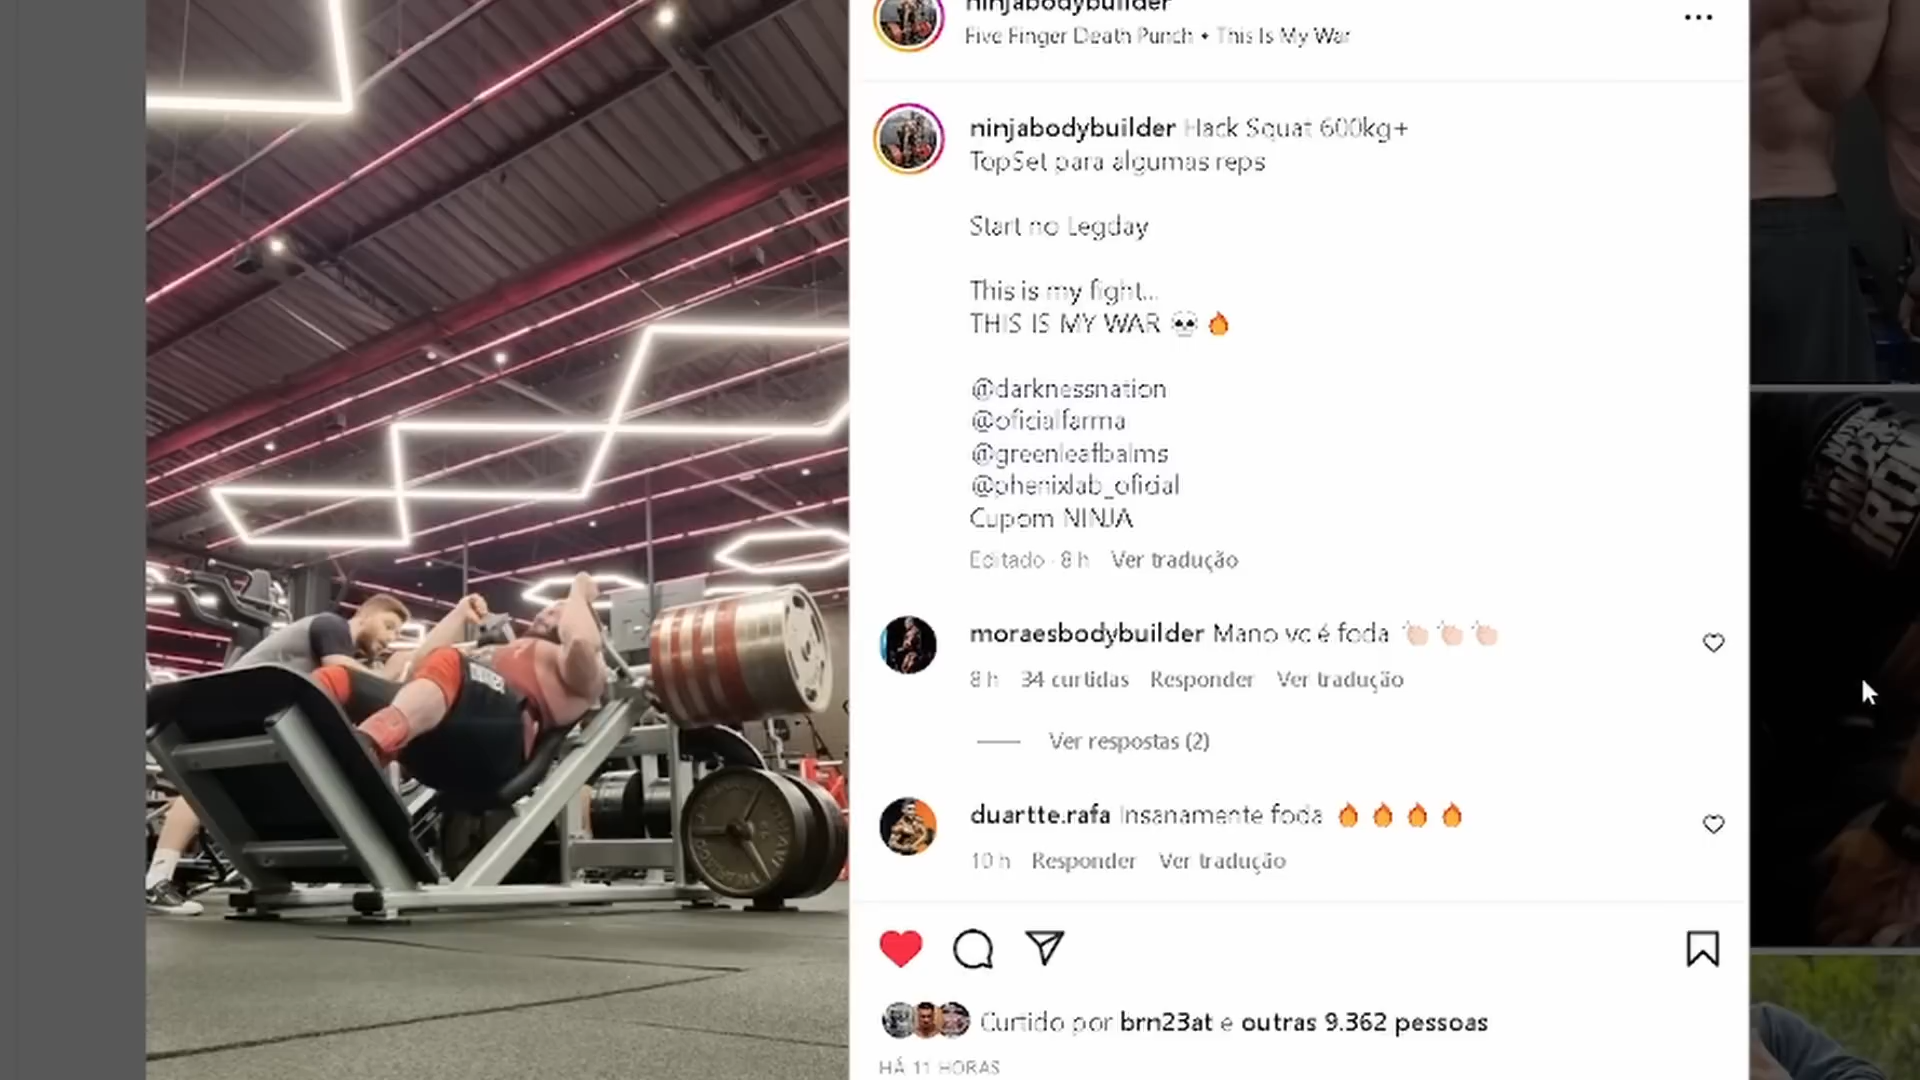 ninjabodybuilder
Five Finger Death Punch • This Is My War
ninjabodybuilder Hack Squat 600kg+
TopSet para algumas reps
Start no Legday
This is my fight...
THIS IS MY WAR 💀🔥
@darknessnation
@oficialfarma
@greenleafbalms
@phenixlab_oficial
Cupom NINJA
Editado · 8 h Ver tradução
moraesbodybuilder Mano vc é foda 👏🏻👏🏻👏🏻
8 h 34 curtidas Responder Ver tradução
Ver respostas (2)
duartte.rafa Insanamente foda 🔥🔥🔥🔥
10 h Responder Ver tradução
Curtido por brn23at e outras 9.362 pessoas
HÁ 11 HORAS